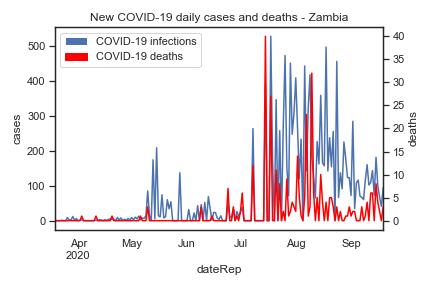 New COVID-19 daily cases and deaths - Zambia
COVID-19 infections
COVID-19 deaths
500
400
300
200
100
0
cases
40
35
30
25
20
15
10
5
0
deaths
Apr
2020
May
Jun
Jul
Aug
Sep
dateRep